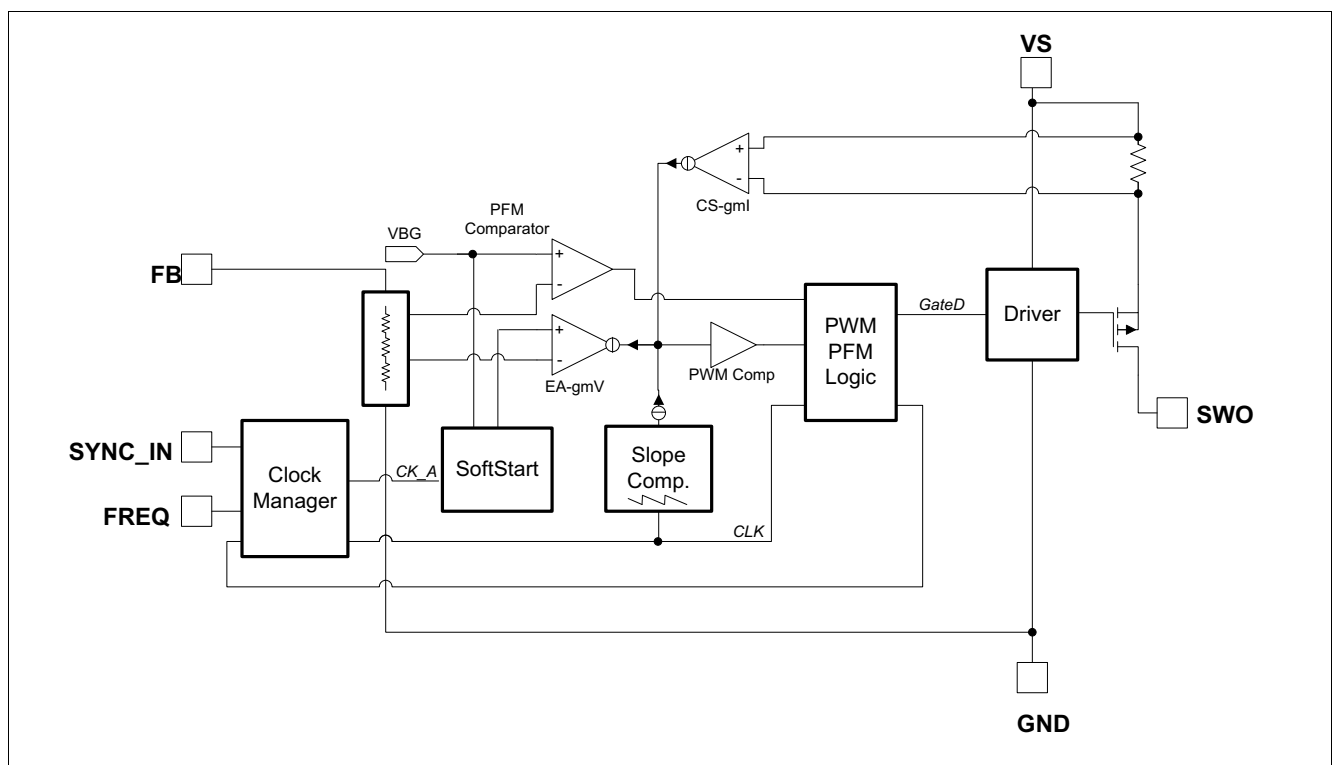 VS
+
-
CS-gmI
PFM
Comparator
VBG
+
-
FB
GateD
Driver
PWM
PFM
Logic
+
-
EA-gmV
PWM Comp
SWO
SYNC_IN
Clock
Manager
CK_A
SoftStart
Slope
Comp.
FREQ
CLK
GND